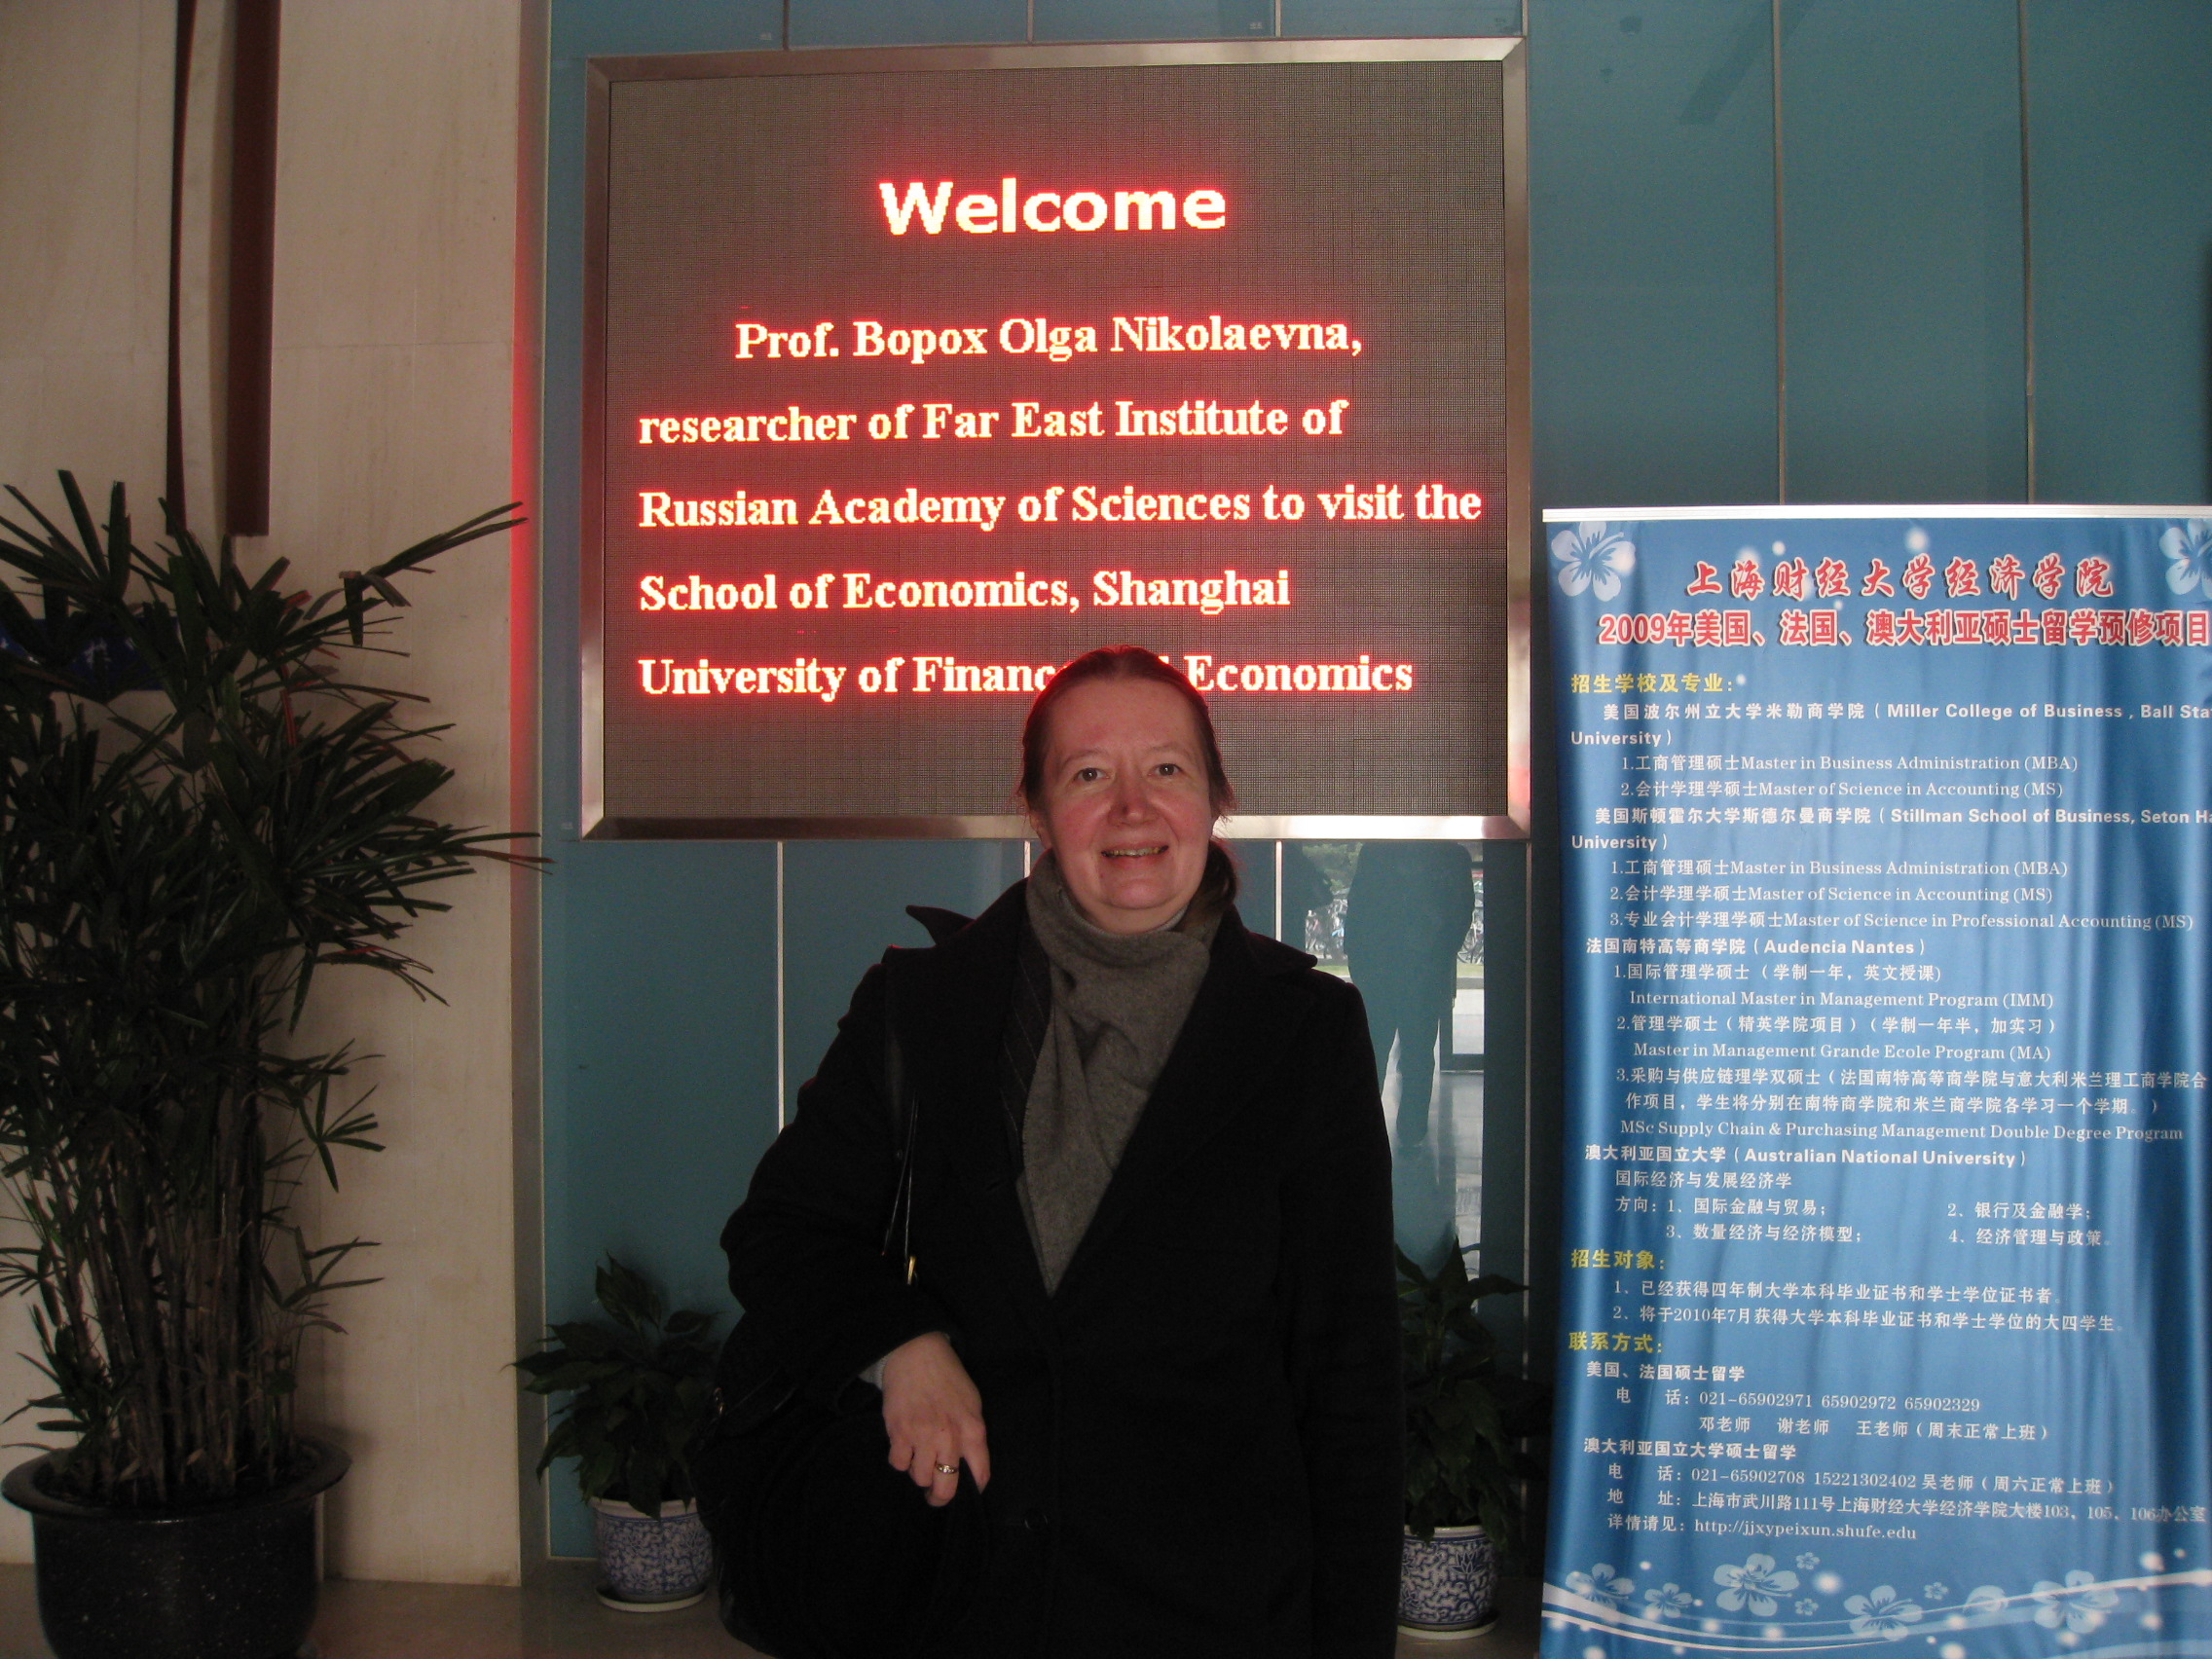 Welcome
Prof. Bopox Olga Nikolaevna,
researcher of Far East Institute of
Russian Academy of Sciences to visit the
School of Economics, Shanghai
University of Financ Economics
上海财经大学经济学院
2009年美国、法国、澳大利亚硕士留学预修项目
招生学校及专业:
美国波尔州立大学米勒商学院（Miller College of Business , Ball Sta
University）
1.工商管理硕士Master in Business Administration (MBA)
2.会计学理学硕士Master of Science in Accounting (MS)
美国斯顿霍尔大学斯德尔曼商学院（Stillman School of Business, Seton Ha
University）
1.工商管理硕士Master in Business Administration (MBA)
2.会计学理学硕士Master of Science in Accounting (MS)
3.专业会计学理学硕士Master of Science in Professional Accounting (MS)
法国南特高等商学院（Audencia Nantes）
1.国际管理学硕士（学制一年，英文授课)
International Master in Management Program (IMM)
2.管理学硕士（精英学院项目）（学制一年半，加实习）
Master in Management Grande Ecole Program (MA)
3.采购与供应链理学双硕士（法国南特高等商学院与意大利米兰理工商学院合
作项目，学生将分别在南特商学院和米兰商学院各学习一个学期。）
MSc Supply Chain & Purchasing Management Double Degree Program
澳大利亚国立大学（Australian National University）
国际经济与发展经济学
方向：1、国际金融与贸易； 2、银行及金融学；
3、数量经济与经济模型； 4、经济管理与政策。
招生对象：
1、已经获得四年制大学本科毕业证书和学士学位证书者。
2、将于2010年7月获得大学本科毕业证书和学士学位的大四学生。
联系方式：
美国、法国硕士留学
电 话：021-65902971 65902972 65902329
邓老师 谢老师 王老师（周末正常上班）
澳大利亚国立大学硕士留学
电 话：021-65902708 15221302402 吴老师（周六正常上班）
地 址：上海市武川路111号上海财经大学经济学院大楼103、105、106办公室
详情请见：http://jjxypeixun.shufe.edu